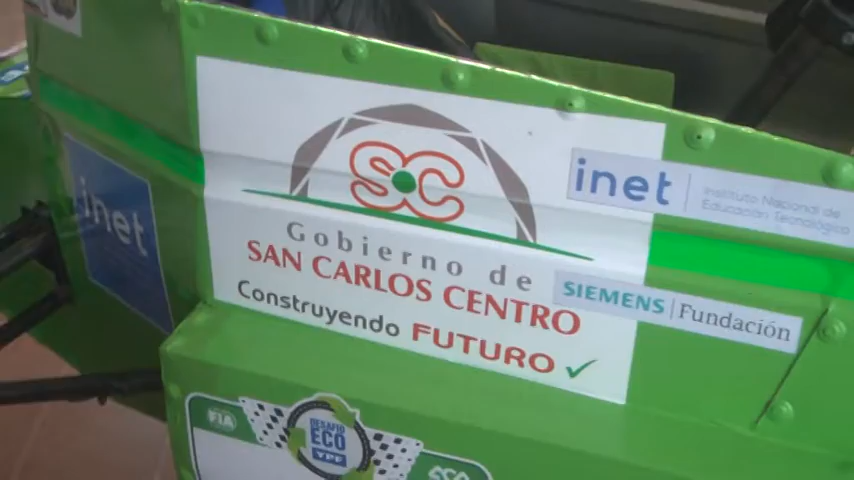 SC
Gobierno de
SAN CARLOS CENTRO
Construyendo FUTURO
inet
Instituto Nacional de
Educación Tecnológica
SIEMENS | Fundación
inet
FIA
DESAFIO
ECO
YPF